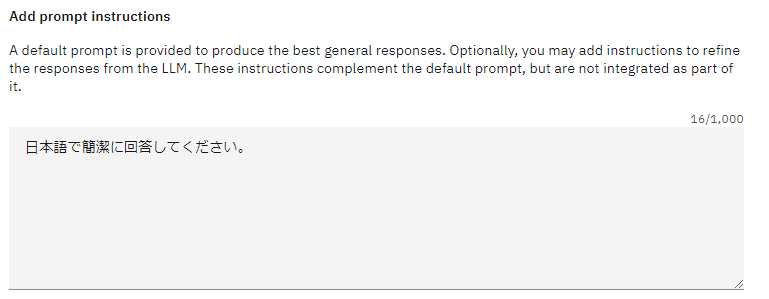 Add prompt instructions
A default prompt is provided to produce the best general responses. Optionally, you may add instructions to refine
the responses from the LLM. These instructions complement the default prompt, but are not integrated as part of
it.
16/1,000
日本語で簡潔に回答してください。